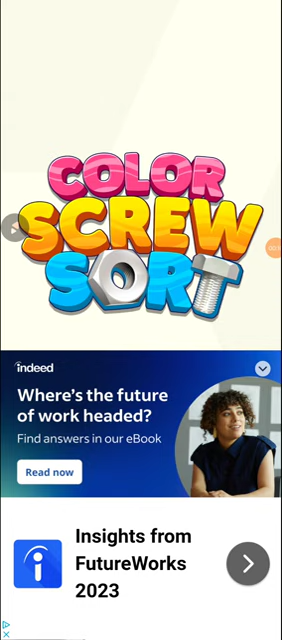 COLOR
SCREW
SORT
indeed
Where's the future
of work headed?
Find answers in our eBook
Read now
Insights from
FutureWorks
2023